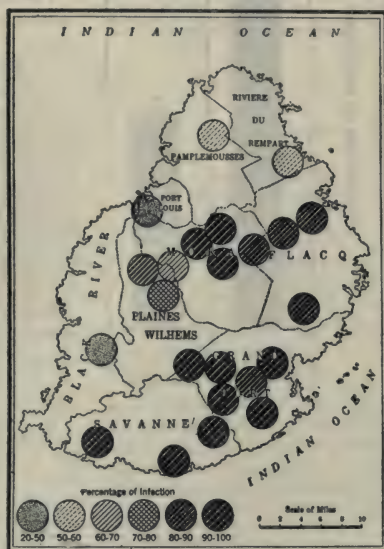 INDIAN OCEAN
RIVIERE
DU
REMPART
PAMPLEMOUSSES
PORT
LOUIS
FLACQ
BLACK RIVER
PLAINES
WILHEMS
GRAND
SAVANNE
INDIAN OCEAN
Percentage of Infection
20-50 50-60 60-70 70-80 80-90 90-100
Scale of Miles
0 2 4 6 8 10